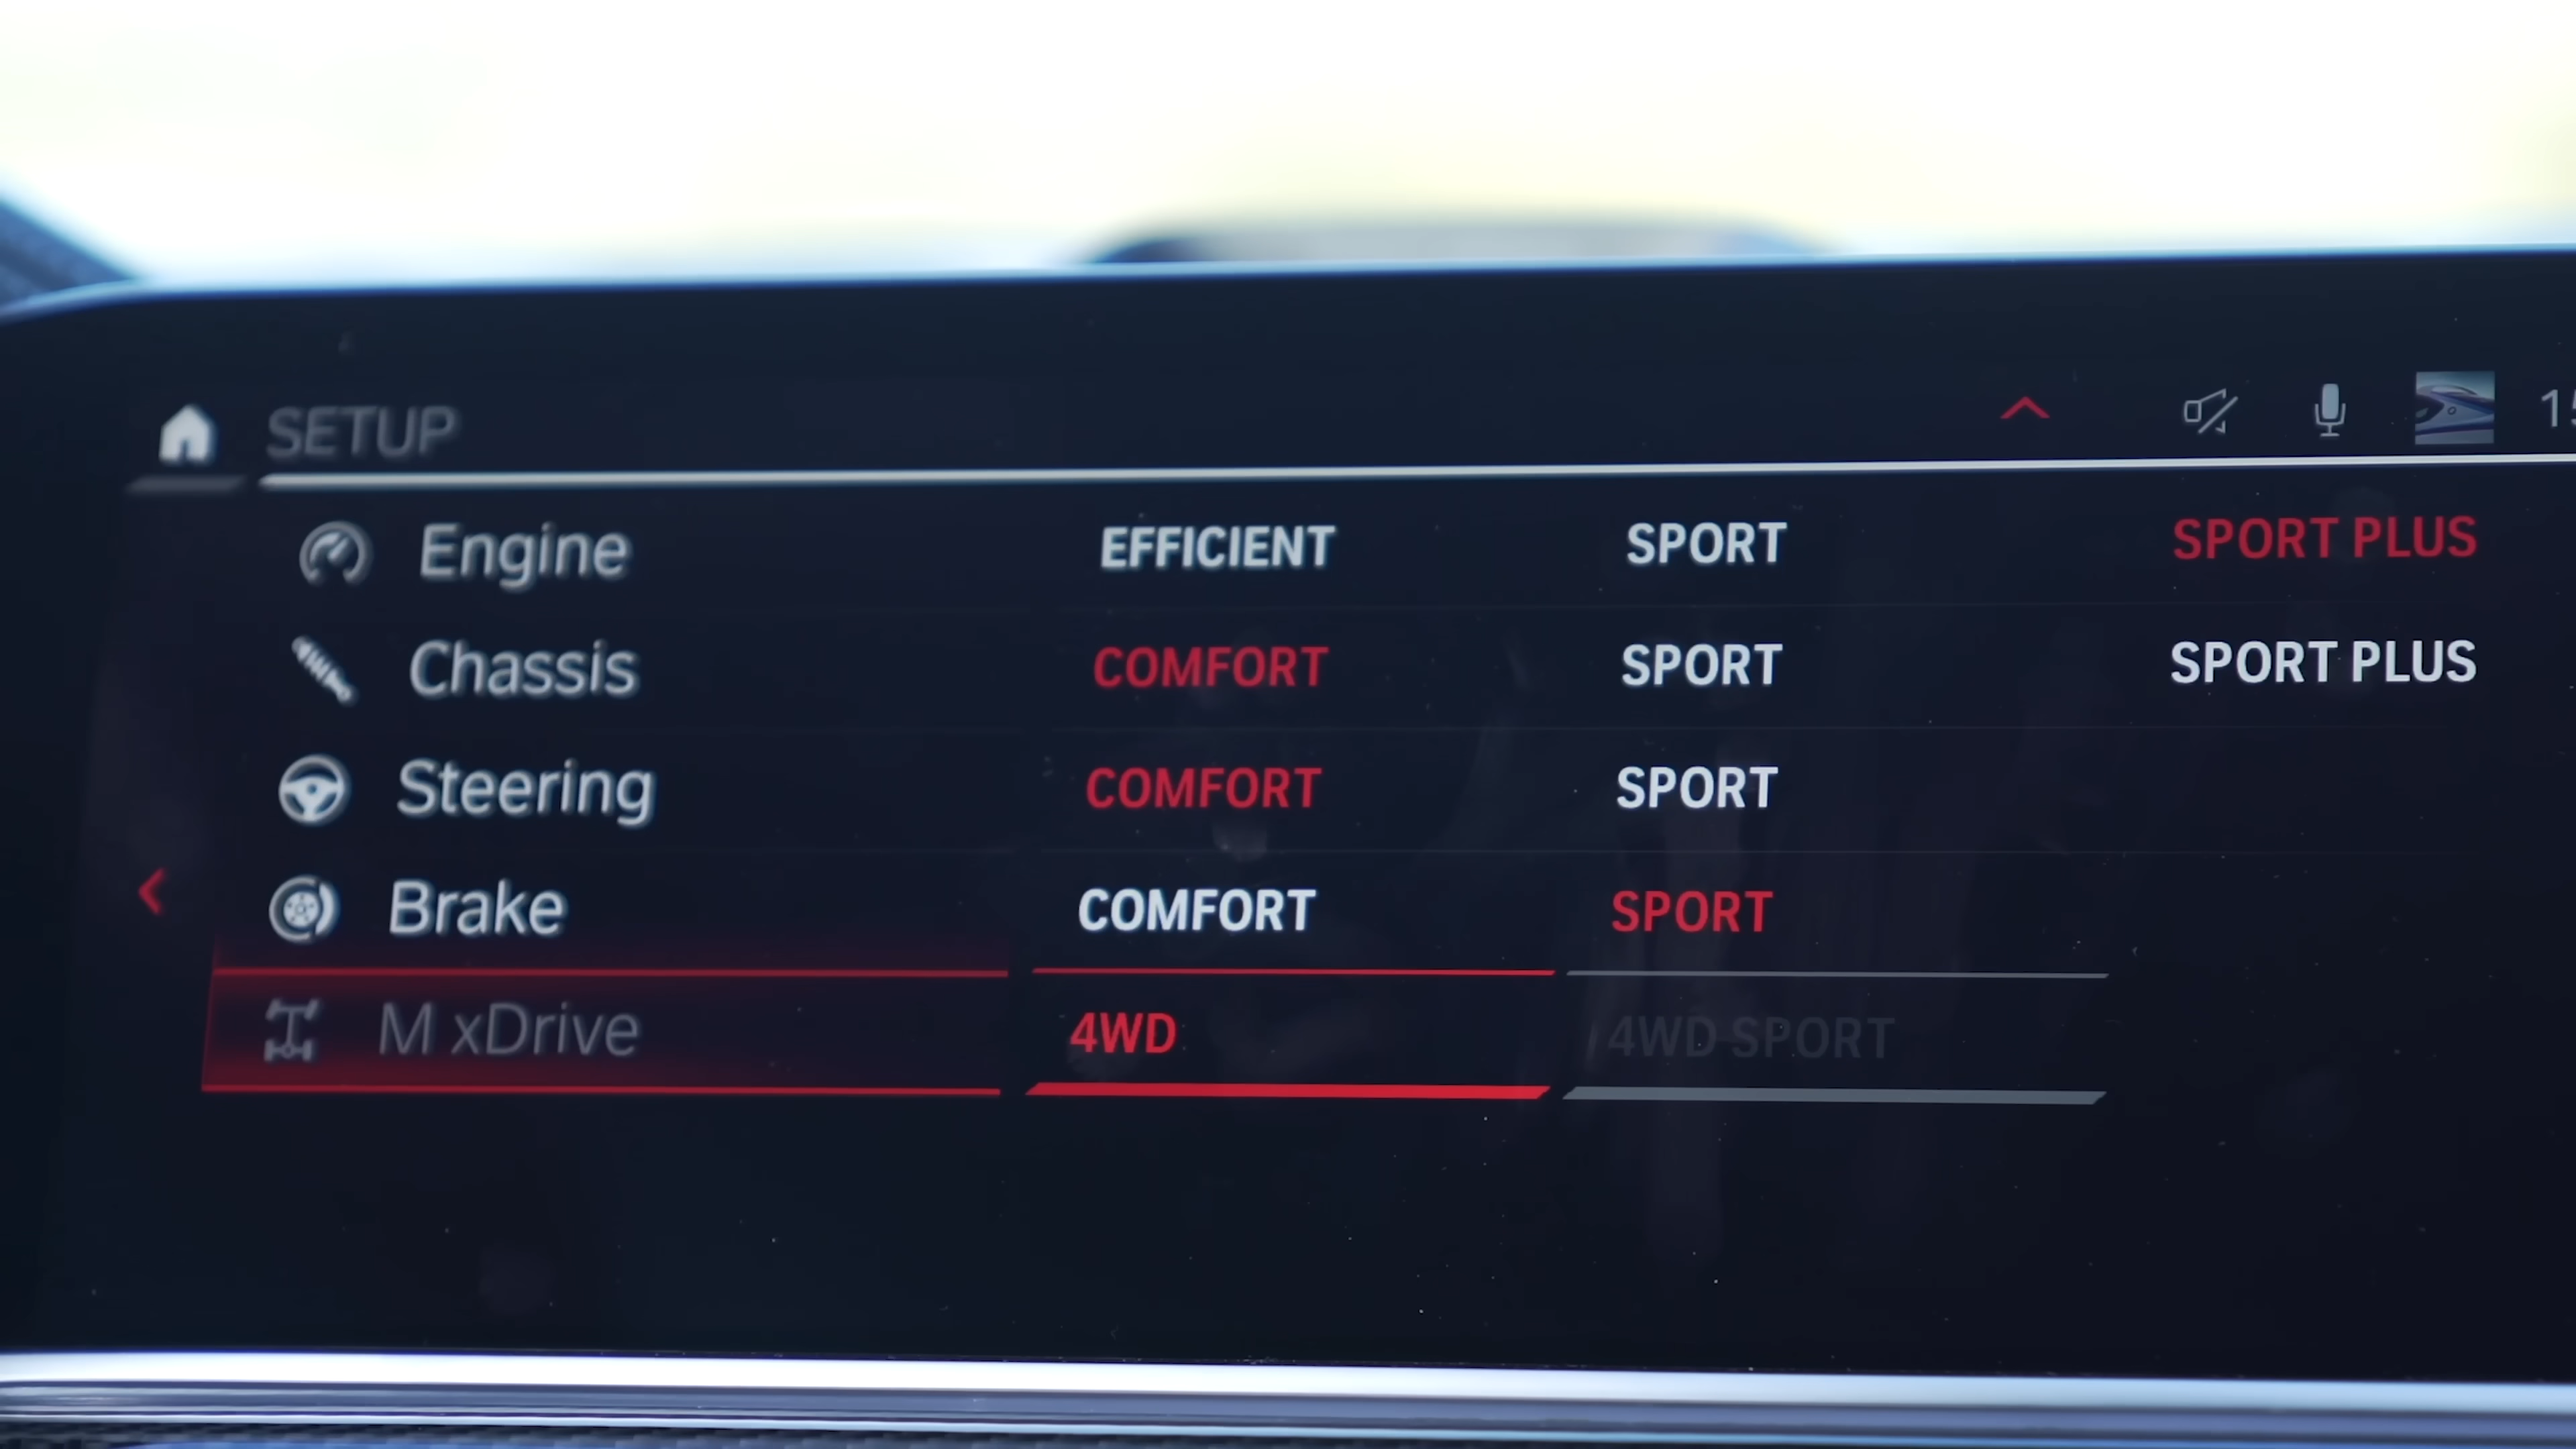 SETUP
Engine EFFICIENT SPORT SPORT PLUS
Chassis COMFORT SPORT SPORT PLUS
Steering COMFORT SPORT
Brake COMFORT SPORT
M xDrive 4WD 4WD SPORT